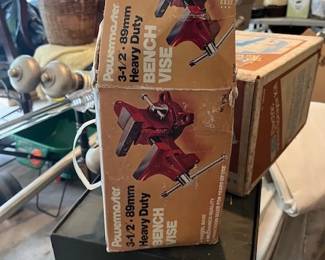 Powermaster
3-1/2 • 89mm
Heavy Duty
BENCH
VISE
Powermaster
3-1/2 • 89mm
Heavy Duty
BENCH
VISE